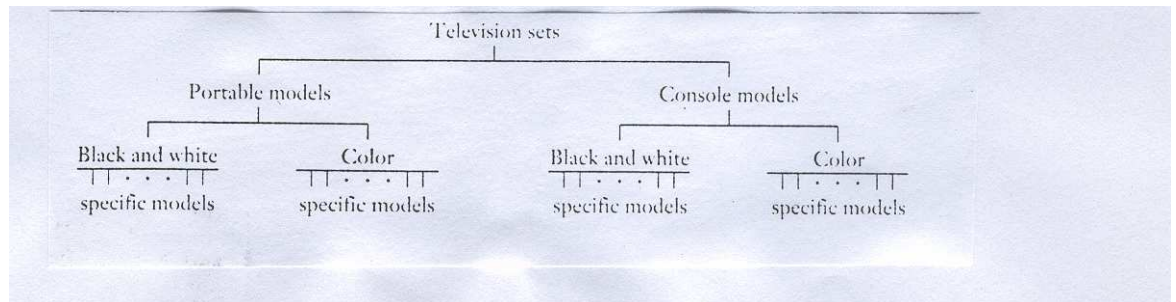 Television sets
Portable models Console models
Black and white Color Black and white Color
specific models specific models specific models specific models